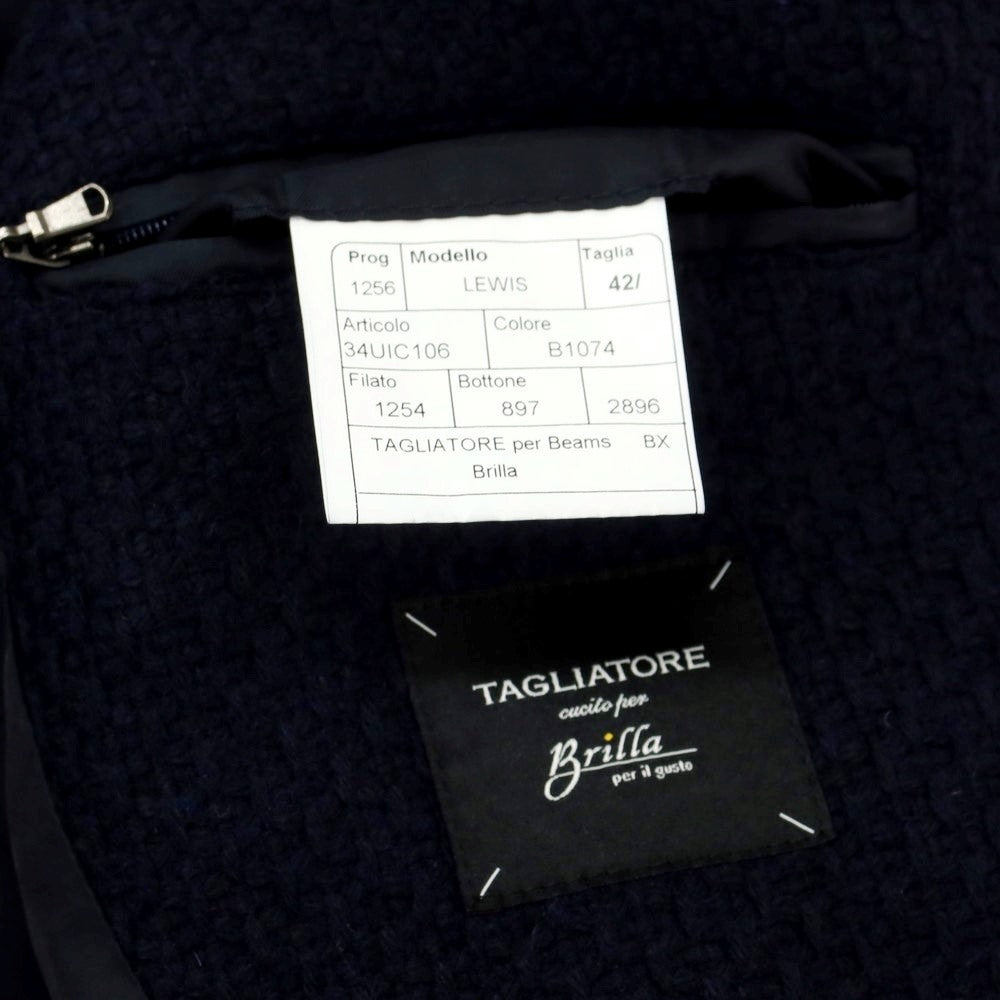 Prog Modello Taglia
1256 LEWIS 42/
Articolo Colore
34UIC106 B1074
Filato Bottone
1254 897 2896
TAGLIATORE per Beams BX
Brilla
TAGLIATORE
cucito per
Brilla
per il gusto